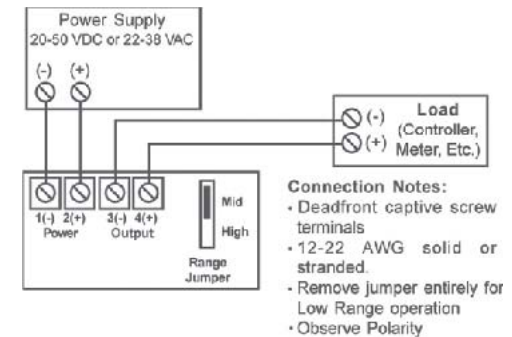 Power Supply
20-50 VDC or 22-38 VAC
(-) (+)
(-) Load
(+) (Controller,
Meter, Etc.)
1(-) 2(+) 3(-) 4(+)
Power Output
Mid
High
Range
Jumper
Connection Notes:
• Deadfront captive screw
terminals
• 12-22 AWG solid or
stranded.
• Remove jumper entirely for
Low Range operation
• Observe Polarity